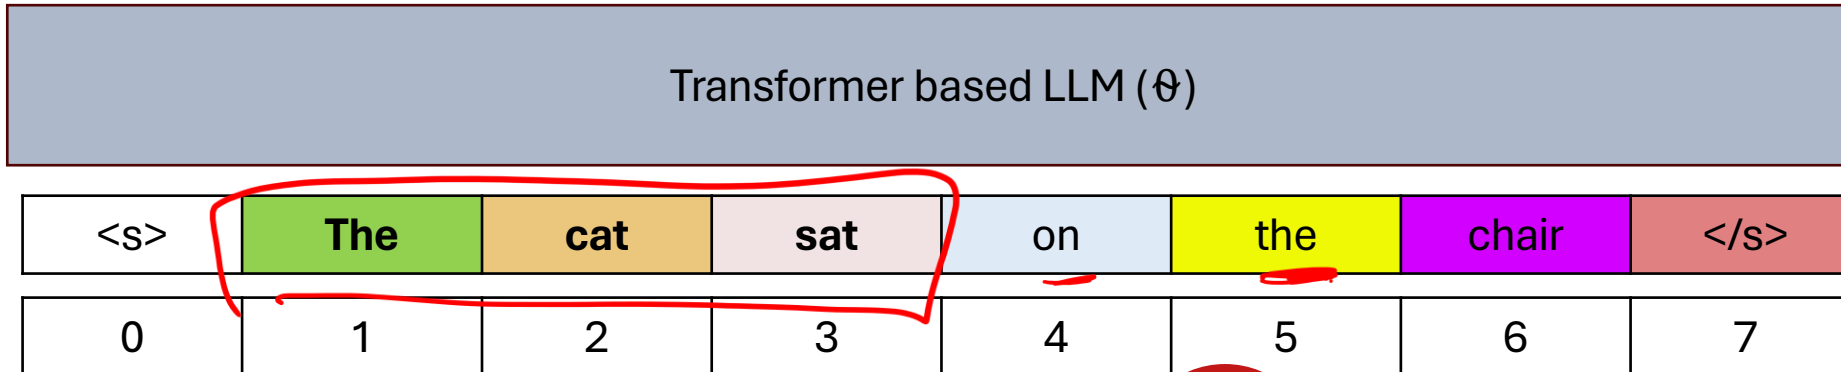 Transformer based LLM (ϑ)
<s> The cat sat on the chair </s>
0 1 2 3 4 5 6 7